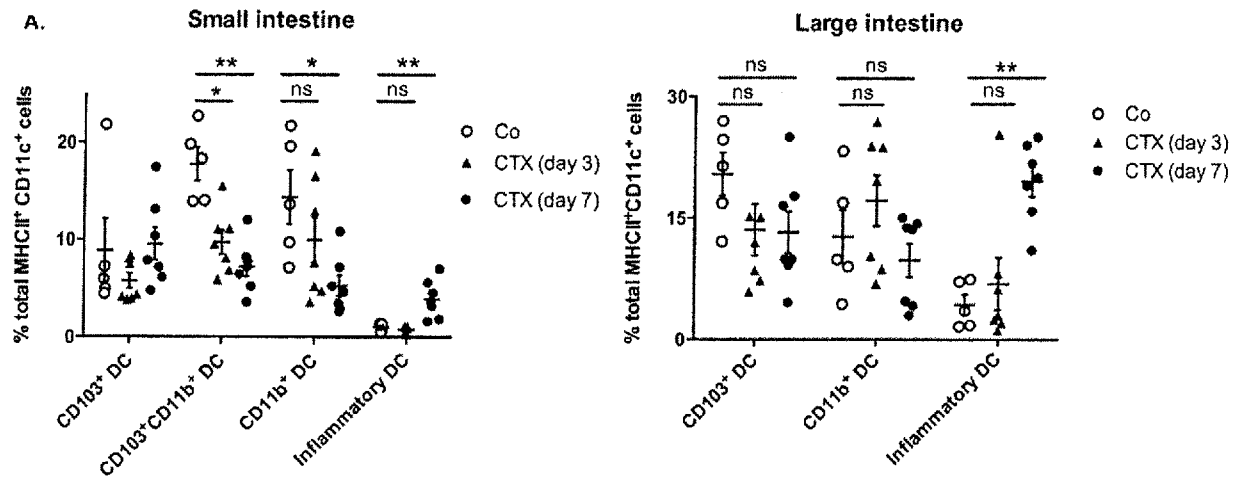 A.
Small intestine
% total MHCII⁺ CD11c⁺ cells
20
10
0
**
*
*
ns
**
ns
Co
CTX (day 3)
CTX (day 7)
CD103⁺ DC
CD103⁺CD11b⁺ DC
CD11b⁺ DC
Inflammatory DC
Large intestine
% total MHCII⁺CD11c⁺ cells
30
15
0
ns
ns
ns
ns
**
ns
Co
CTX (day 3)
CTX (day 7)
CD103⁺ DC
CD11b⁺ DC
Inflammatory DC